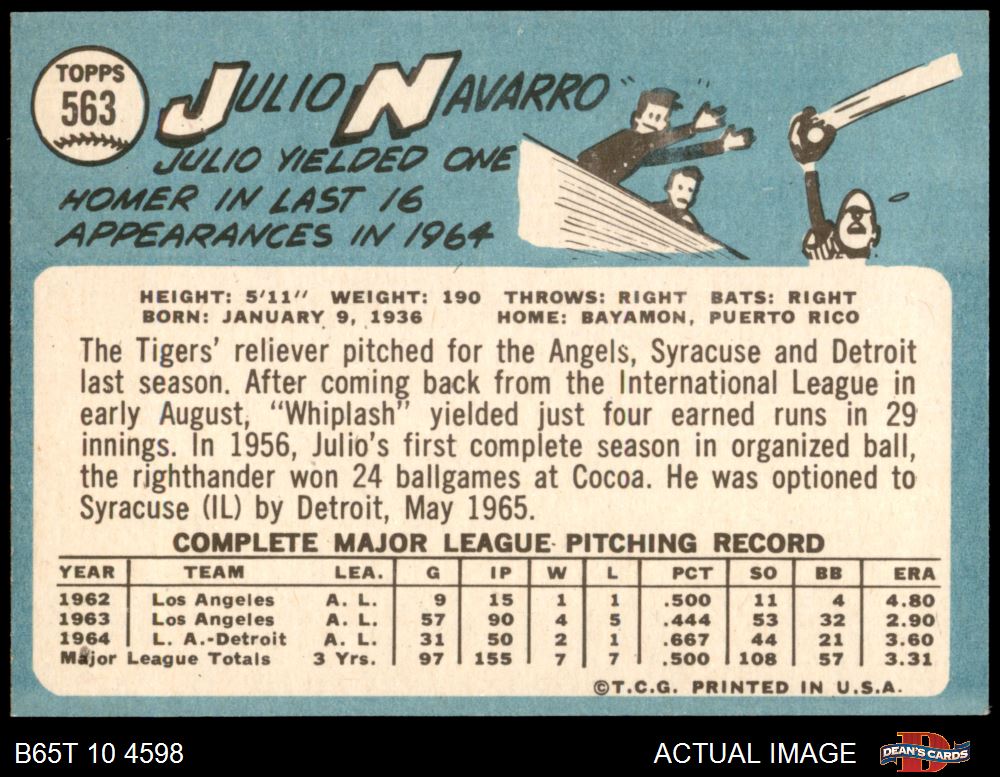 TOPPS
563
JULIO NAVARRO
JULIO YIELDED ONE
HOMER IN LAST 16
APPEARANCES IN 1964
HEIGHT: 5'11" WEIGHT: 190 THROWS: RIGHT BATS: RIGHT
BORN: JANUARY 9, 1936 HOME: BAYAMON, PUERTO RICO
The Tigers' reliever pitched for the Angels, Syracuse and Detroit
last season. After coming back from the International League in
early August, "Whiplash" yielded just four earned runs in 29
innings. In 1956, Julio's first complete season in organized ball,
the righthander won 24 ballgames at Cocoa. He was optioned to
Syracuse (IL) by Detroit, May 1965.
COMPLETE MAJOR LEAGUE PITCHING RECORD
YEAR TEAM LEA. G IP W L PCT SO BB ERA
1962 Los Angeles A. L. 9 15 1 1 .500 11 4 4.80
1963 Los Angeles A. L. 57 90 4 5 .444 53 32 2.90
1964 L. A.-Detroit A. L. 31 50 2 1 .667 44 21 3.60
Major League Totals 3 Yrs. 97 155 7 7 .500 108 57 3.31
©T.C.G. PRINTED IN U.S.A.
B65T 10 4598 ACTUAL IMAGE DEAN'S CARDS